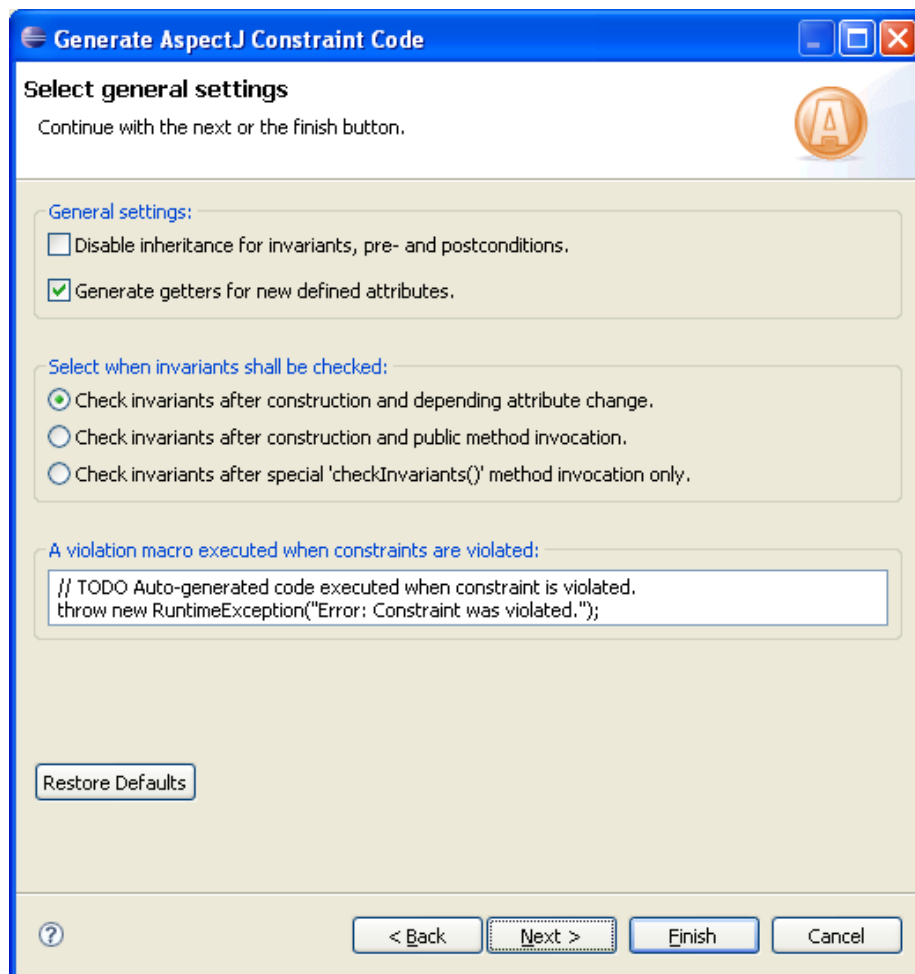 Generate AspectJ Constraint Code
Select general settings
Continue with the next or the finish button.
A
General settings:
Disable inheritance for invariants, pre- and postconditions.
Generate getters for new defined attributes.
Select when invariants shall be checked:
Check invariants after construction and depending attribute change.
Check invariants after construction and public method invocation.
Check invariants after special 'checkInvariants()' method invocation only.
A violation macro executed when constraints are violated:
// TODO Auto-generated code executed when constraint is violated.
throw new RuntimeException("Error: Constraint was violated.");
Restore Defaults
?
< Back
Next >
Finish
Cancel